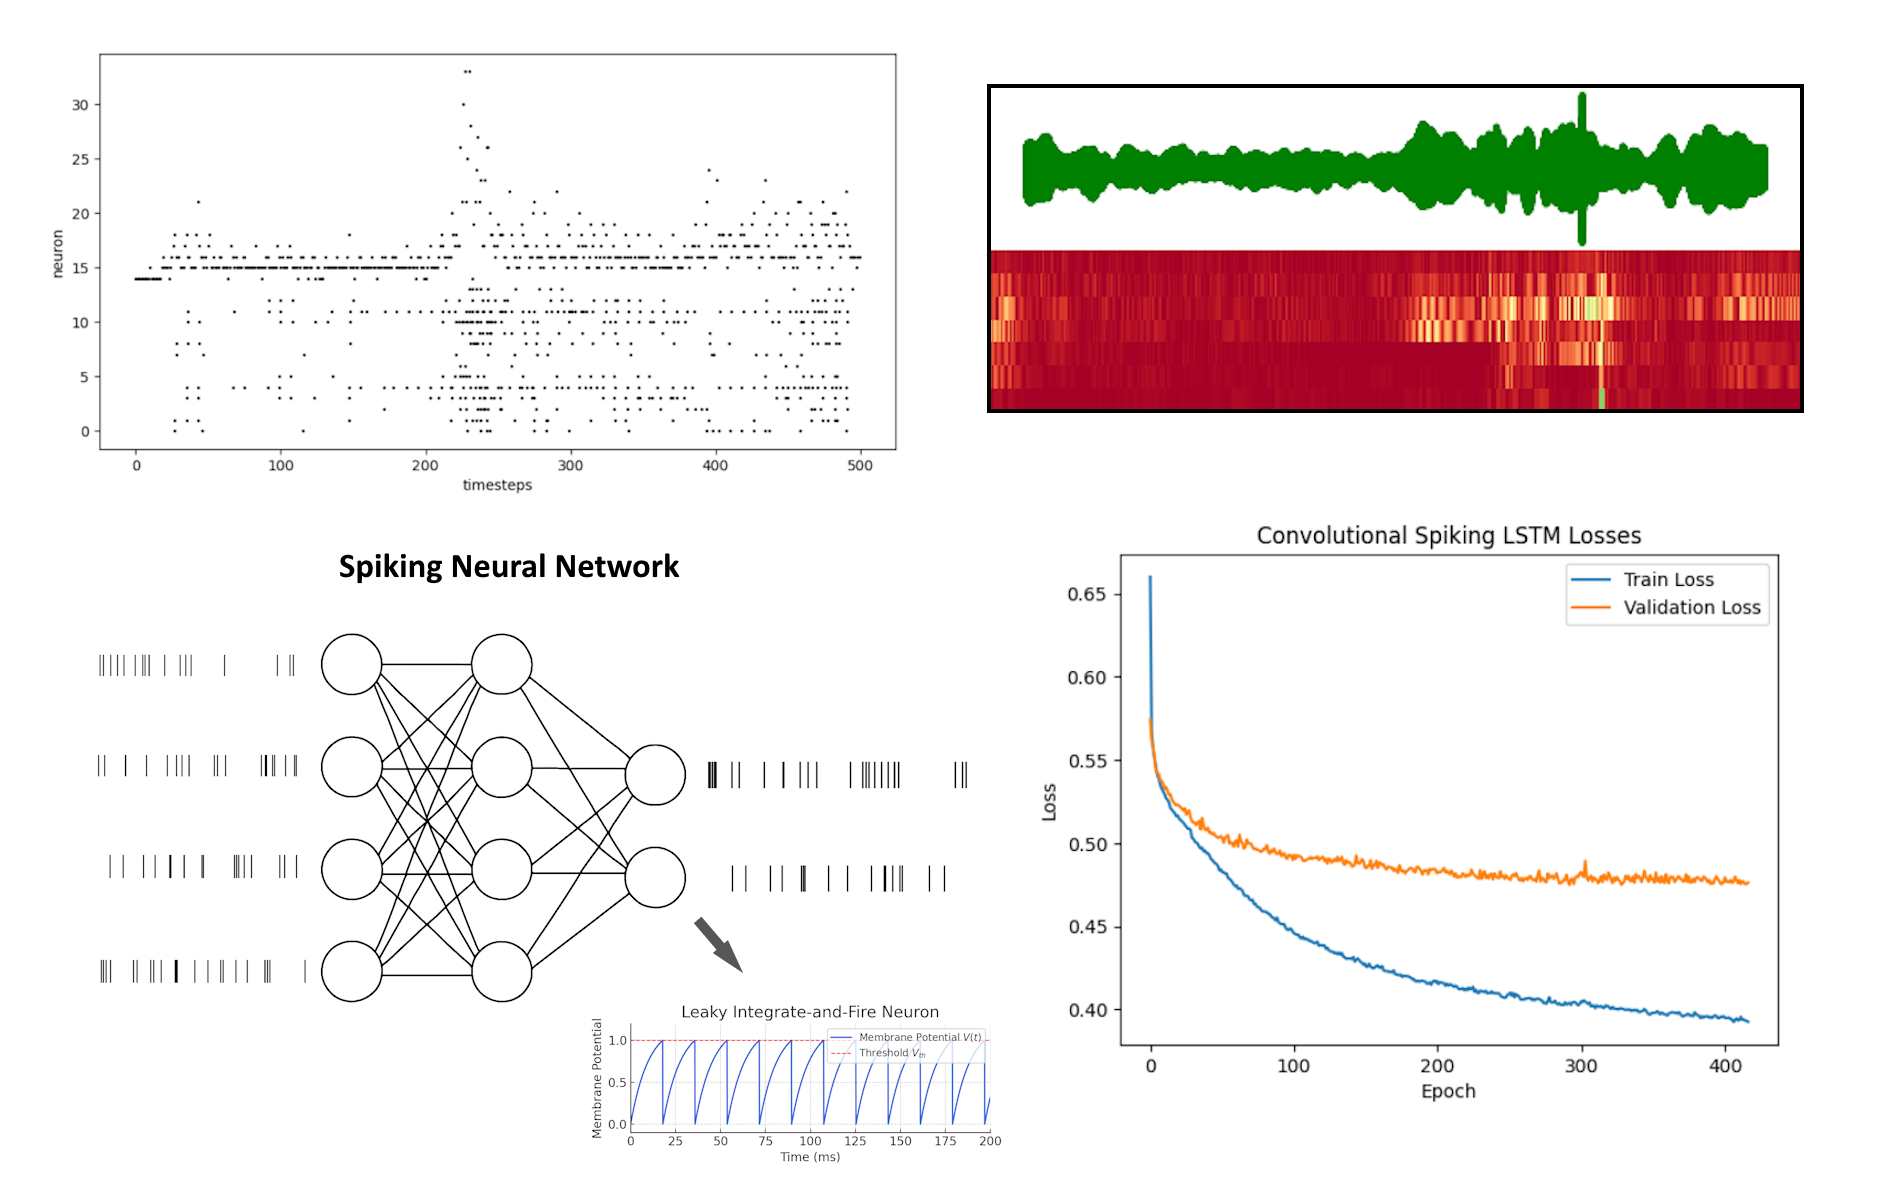 30
25
20
15
10
5
0
neuron
0 100 200 300 400 500
timesteps
Spiking Neural Network
Leaky Integrate-and-Fire Neuron
Membrane Potential V(t)
Threshold Vth
1.0
0.5
0.0
Membrane Potential
0 25 50 75 100 125 150 175 200
Time (ms)
Convolutional Spiking LSTM Losses
Train Loss
Validation Loss
0.65
0.60
0.55
0.50
0.45
0.40
Loss
0 100 200 300 400
Epoch